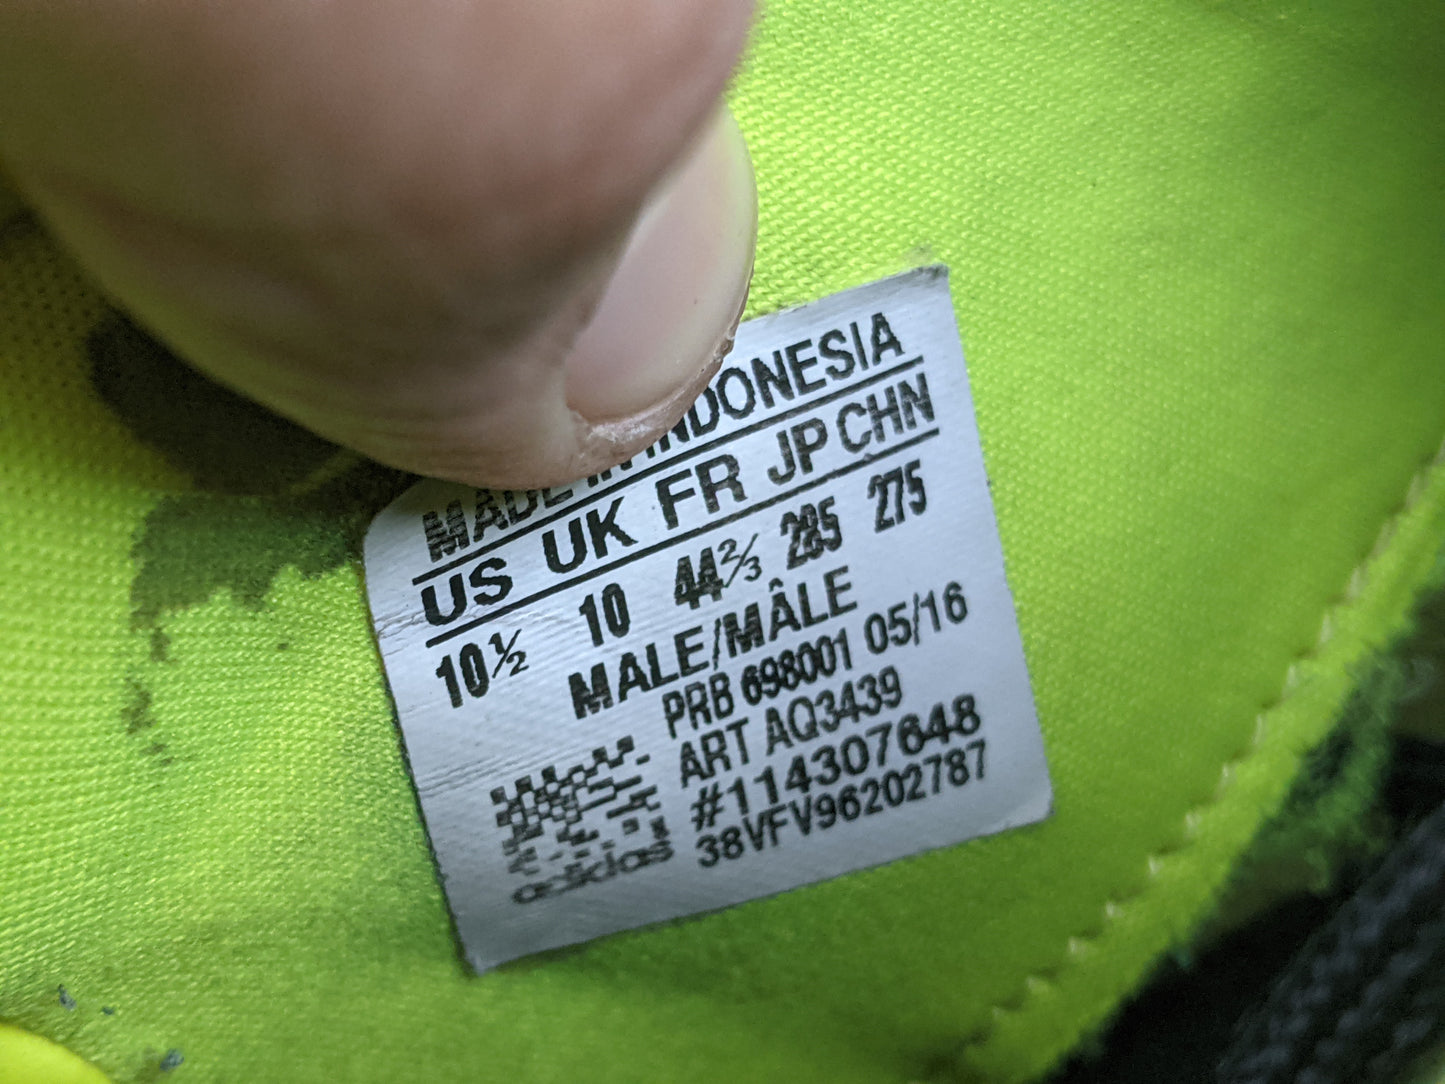 MADE IN INDONESIA
US UK FR JP CHN
10½ 10 44⅔ 285 275
MALE/MÂLE
PRB 698001 05/16
ART AQ3439
#114307648
38VFV96202787
adidas